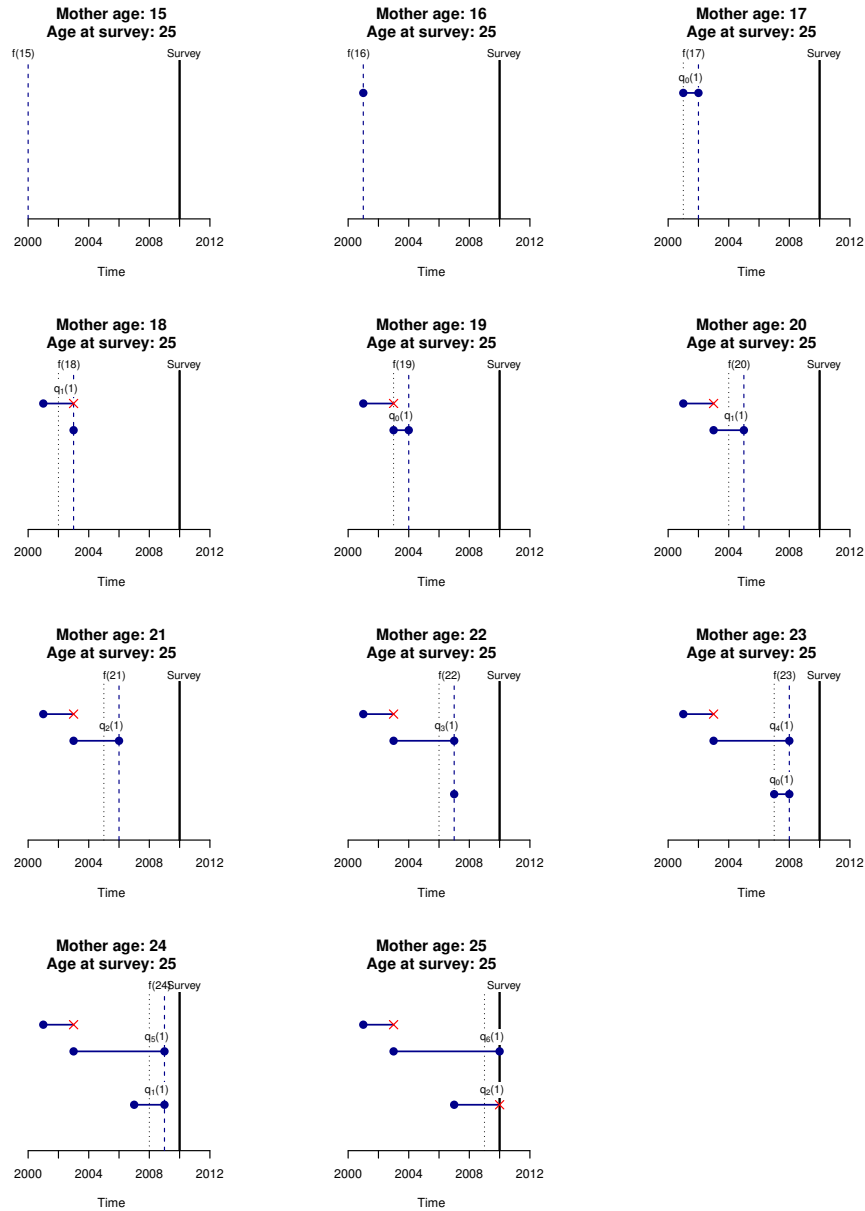 Mother age: 15
Age at survey: 25
f(15)
Survey
2000 2004 2008 2012
Time
Mother age: 16
Age at survey: 25
f(16)
Survey
2000 2004 2008 2012
Time
Mother age: 17
Age at survey: 25
f(17)
Survey
q₀(1)
2000 2004 2008 2012
Time
Mother age: 18
Age at survey: 25
f(18)
Survey
q₁(1)
2000 2004 2008 2012
Time
Mother age: 19
Age at survey: 25
f(19)
Survey
q₀(1)
2000 2004 2008 2012
Time
Mother age: 20
Age at survey: 25
f(20)
Survey
q₁(1)
2000 2004 2008 2012
Time
Mother age: 21
Age at survey: 25
f(21)
Survey
q₂(1)
2000 2004 2008 2012
Time
Mother age: 22
Age at survey: 25
f(22)
Survey
q₃(1)
2000 2004 2008 2012
Time
Mother age: 23
Age at survey: 25
f(23)
Survey
q₄(1)
q₀(1)
2000 2004 2008 2012
Time
Mother age: 24
Age at survey: 25
f(24)
Survey
q₅(1)
q₁(1)
2000 2004 2008 2012
Time
Mother age: 25
Age at survey: 25
Survey
q₆(1)
q₂(1)
2000 2004 2008 2012
Time